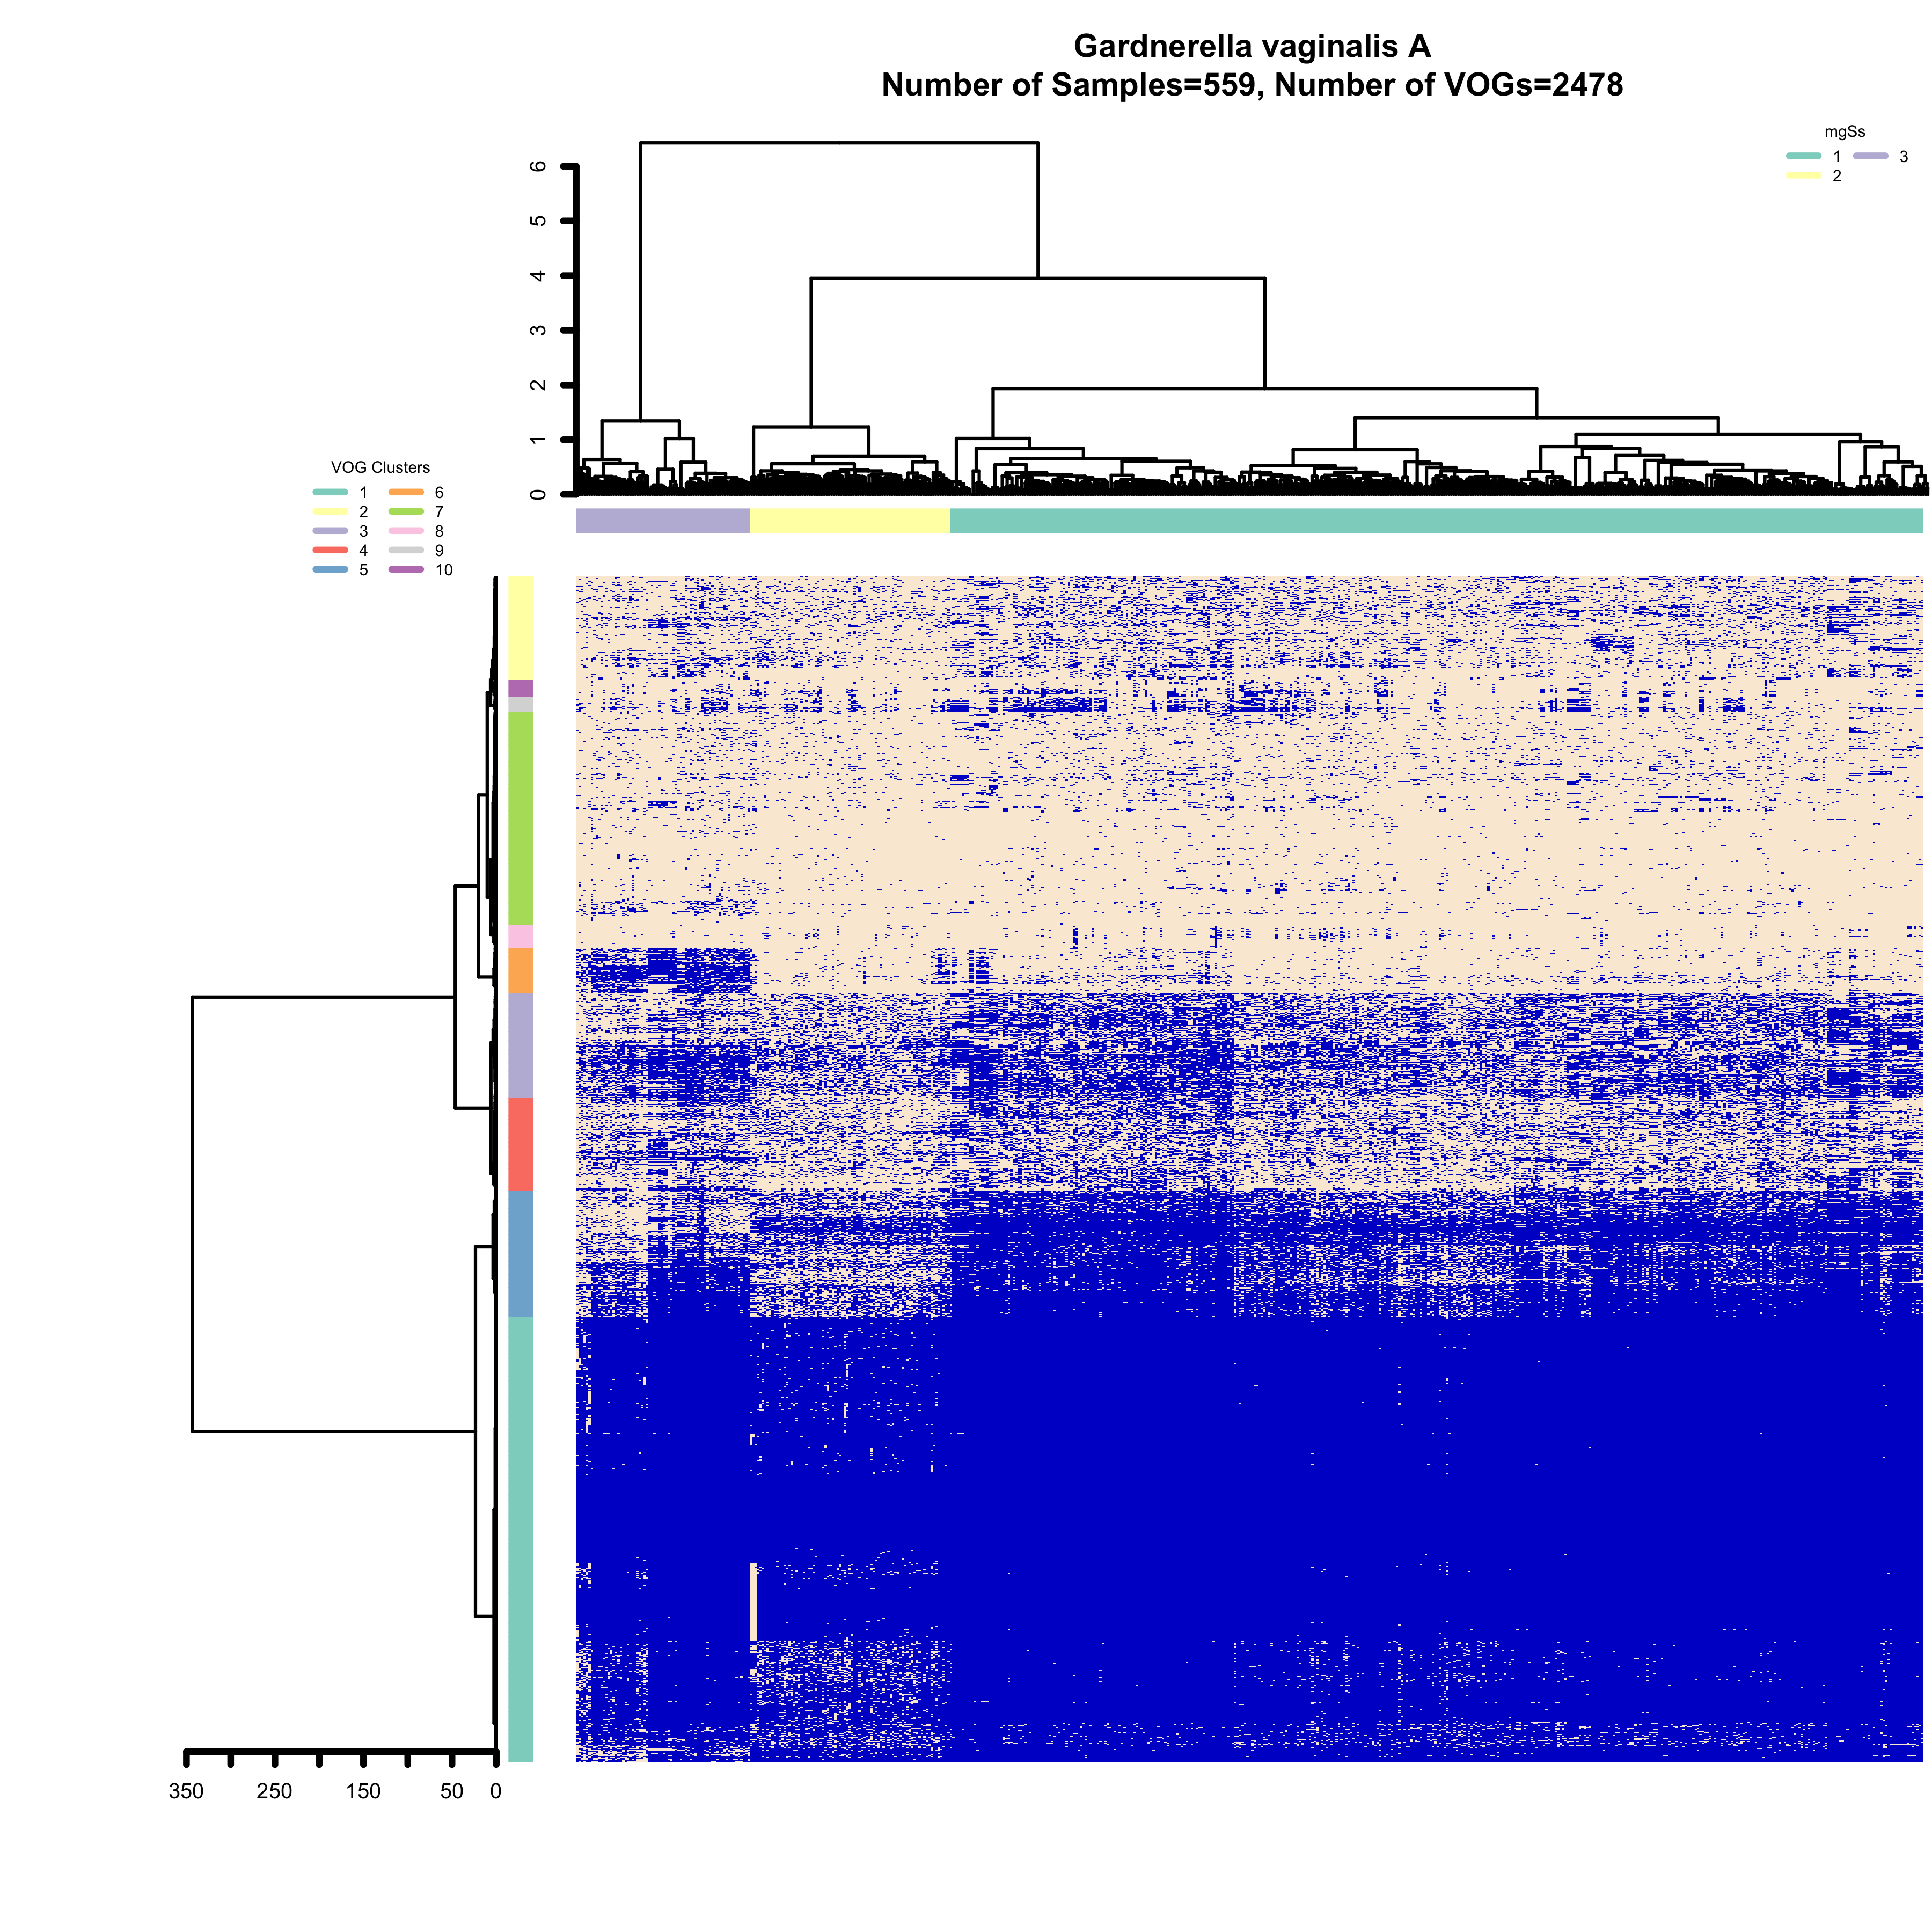 Gardnerella vaginalis A
Number of Samples=559, Number of VOGs=2478
mgSs
1 3
2
6
5
4
3
2
1
0
VOG Clusters
1 6
2 7
3 8
4 9
5 10
350 250 150 50 0